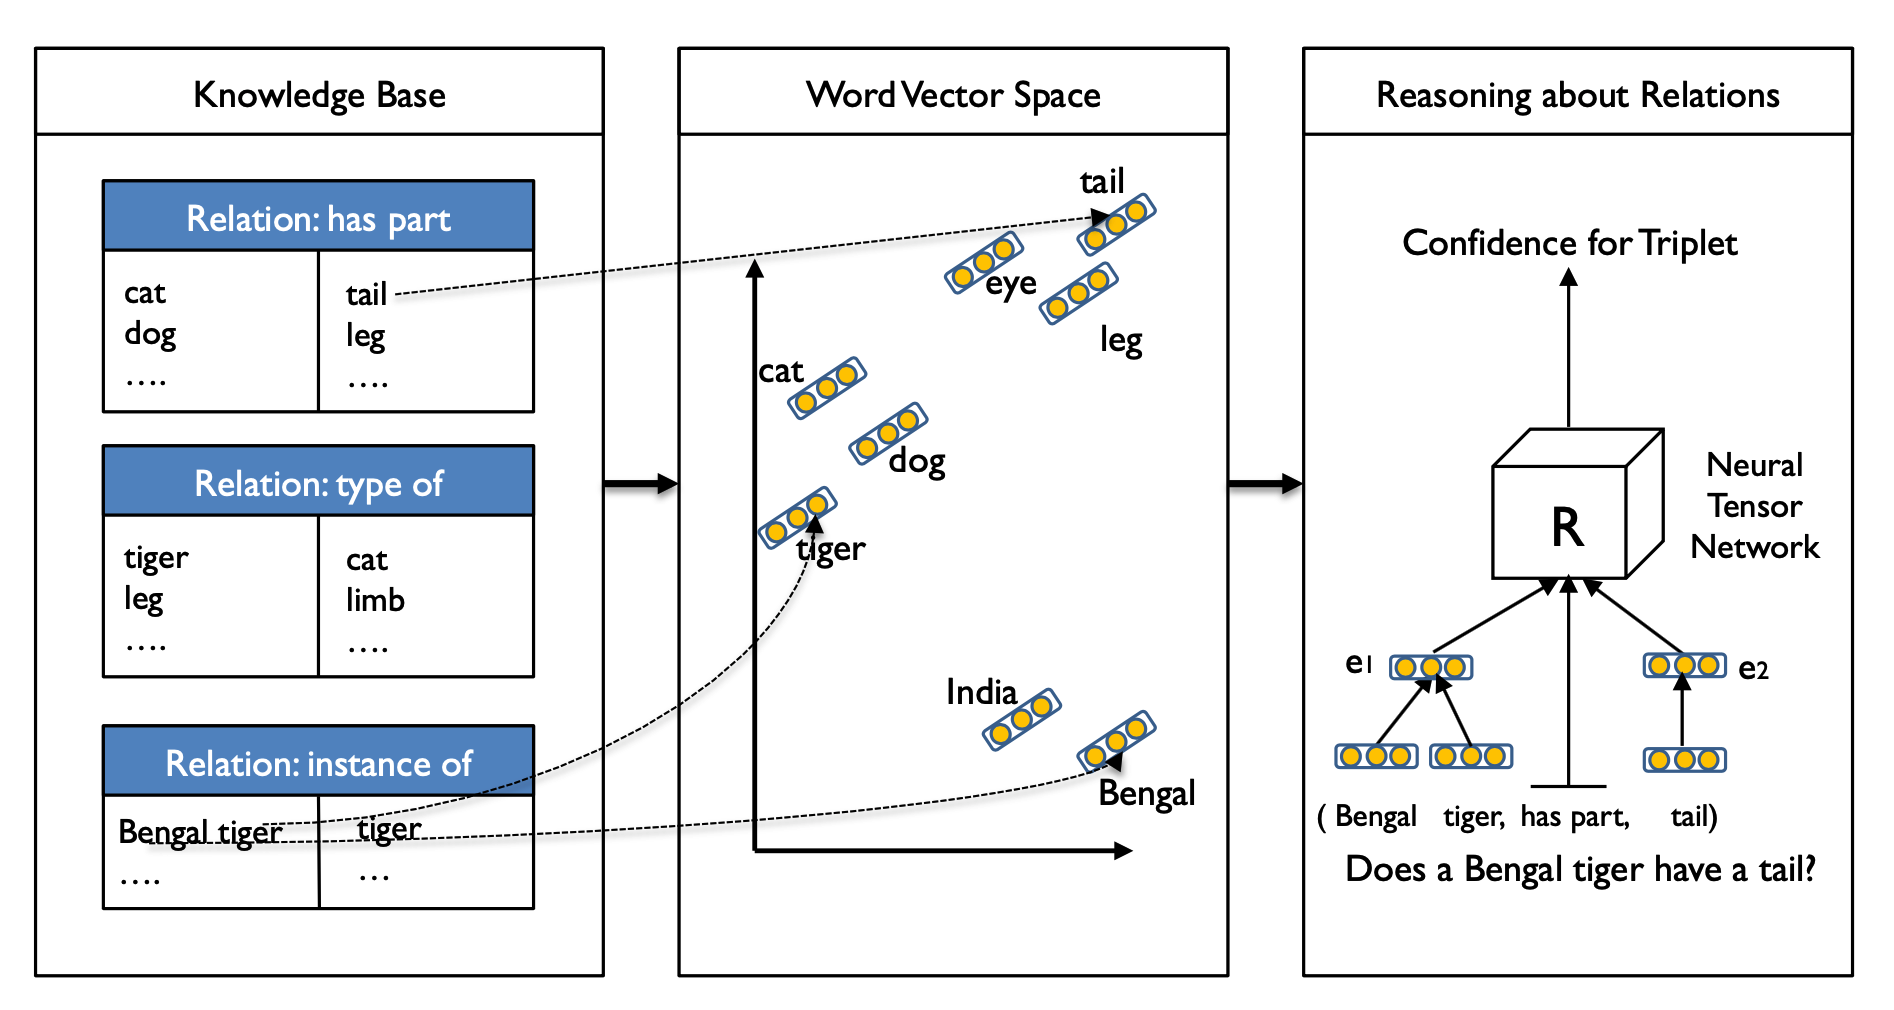 Knowledge Base
Relation: has part
cat
dog
....
tail
leg
....
Relation: type of
tiger
leg
....
cat
limb
....
Relation: instance of
Bengal tiger
....
tiger
...
Word Vector Space
tail
eye
leg
cat
dog
tiger
India
Bengal
Reasoning about Relations
Confidence for Triplet
R
Neural
Tensor
Network
e1
e2
( Bengal tiger, has part, tail)
Does a Bengal tiger have a tail?